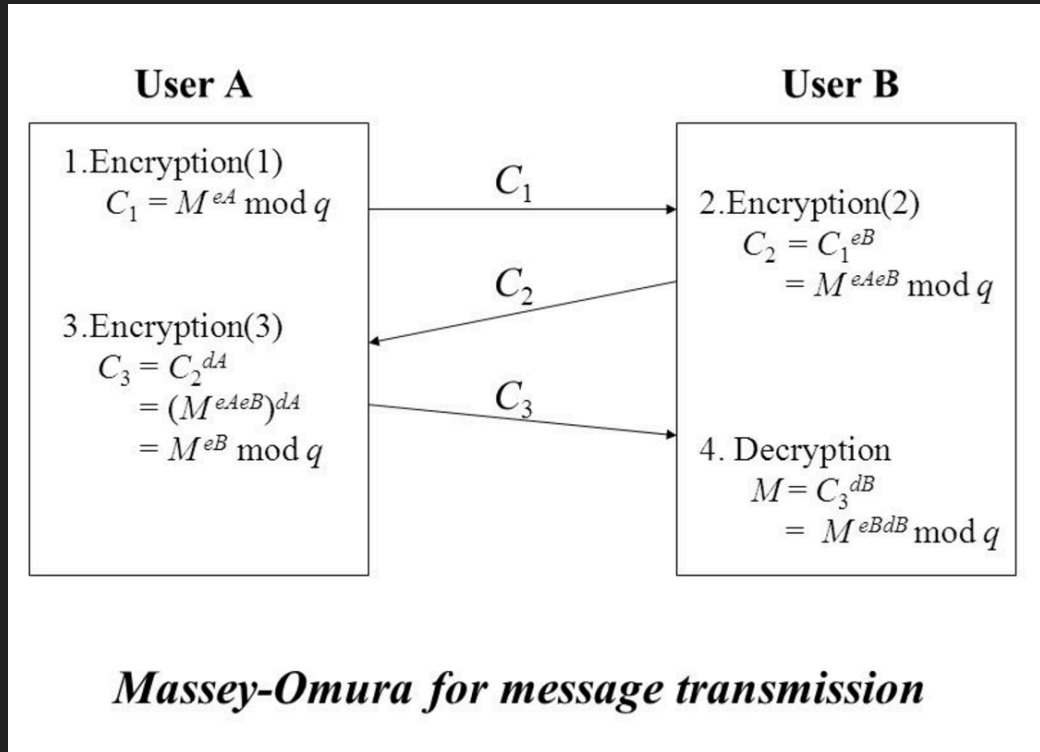 User A
User B
1.Encryption(1)
C₁ = M^eA mod q
C₁
2.Encryption(2)
C₂ = C₁^eB
= M^eAeB mod q
C₂
3.Encryption(3)
C₃ = C₂^dA
= (M^eAeB)^dA
= M^eB mod q
C₃
4. Decryption
M = C₃^dB
= M^eBdB mod q
Massey-Omura for message transmission